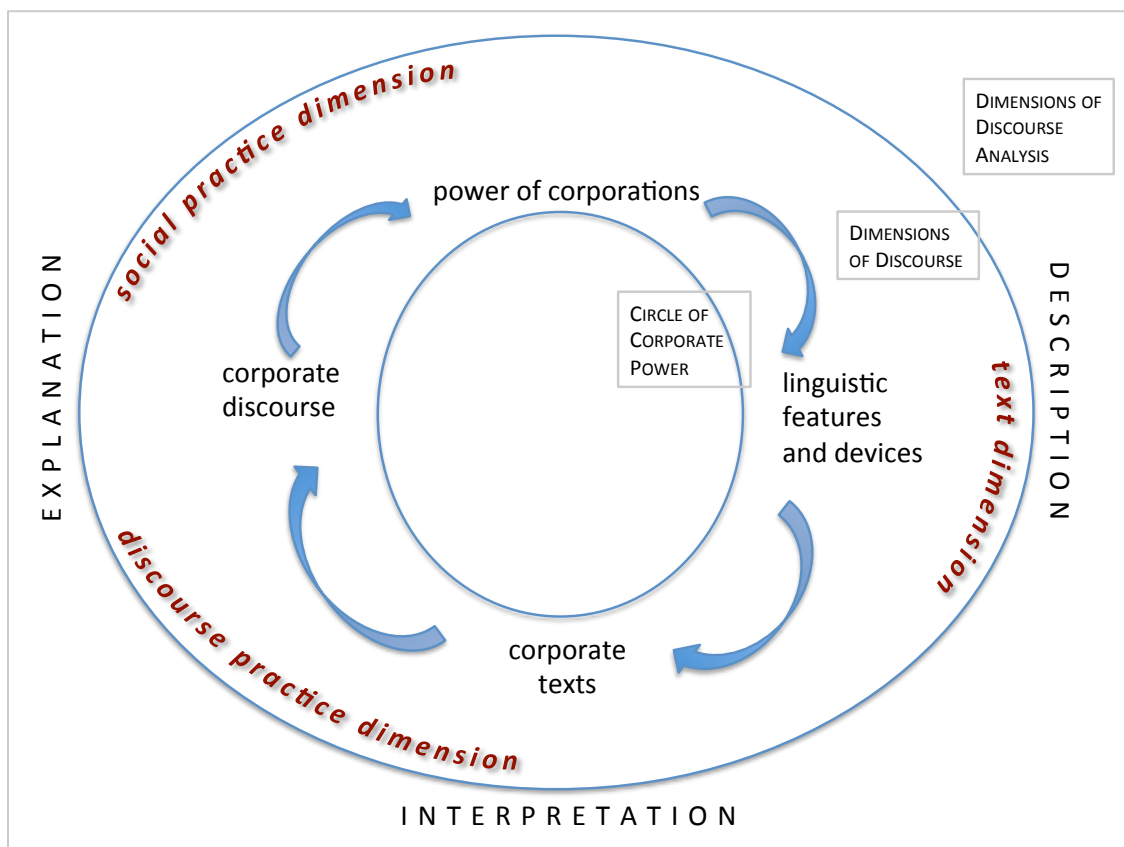 social practice dimension
DIMENSIONS OF
DISCOURSE
ANALYSIS
power of corporations
DIMENSIONS
OF DISCOURSE
EXPLANATION
DESCRIPTION
CIRCLE OF
CORPORATE
POWER
corporate
discourse
linguistic
features
and devices
text dimension
discourse practice dimension
corporate
texts
INTERPRETATION